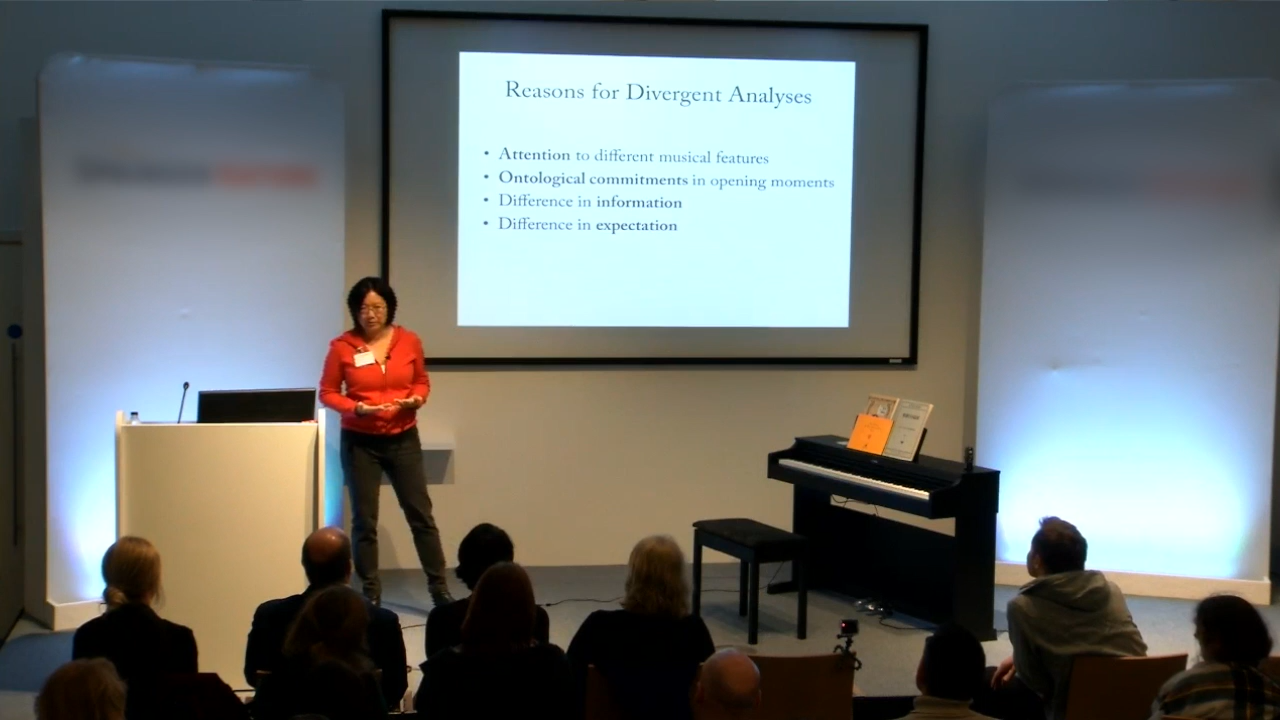 Reasons for Divergent Analyses
• Attention to different musical features
• Ontological commitments in opening moments
• Difference in information
• Difference in expectation